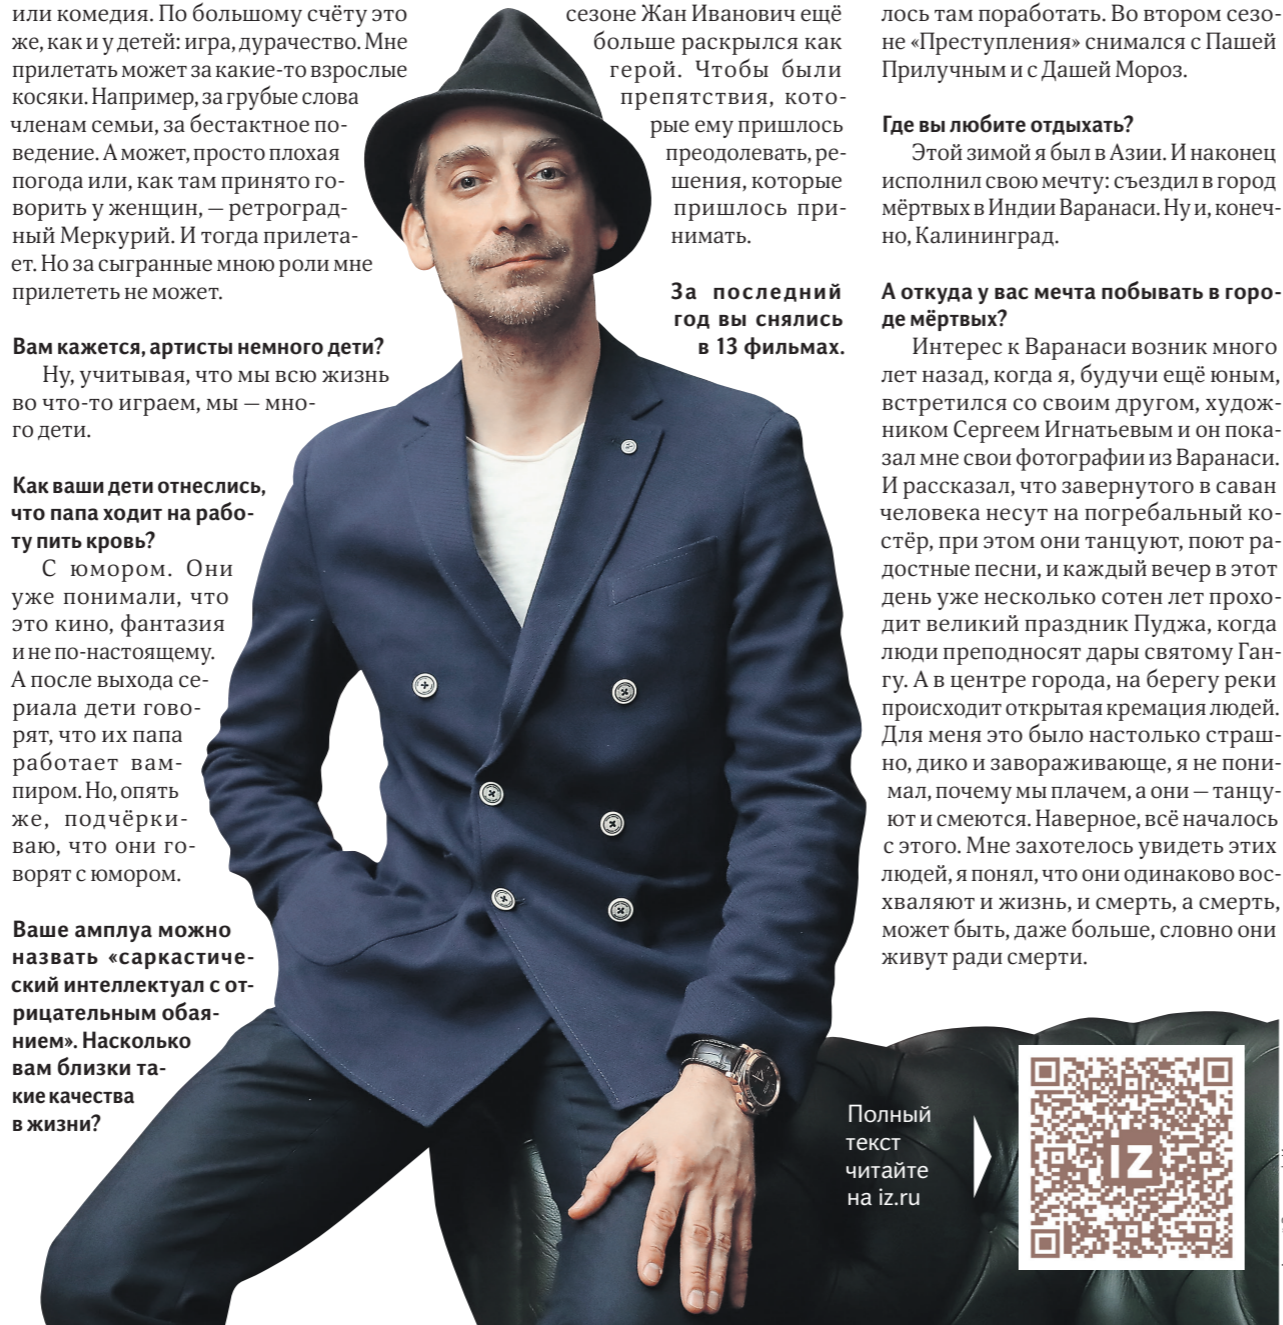 или комедия. По большому счёту это
же, как и у детей: игра, дурачество. Мне
прилетать может за какие-то взрослые
косяки. Например, за грубые слова
членам семьи, за бестактное по-
ведение. А может, просто плохая
погода или, как там принято го-
ворить у женщин, — ретроград-
ный Меркурий. И тогда прилета-
ет. Но за сыгранные мною роли мне
прилететь не может.
Вам кажется, артисты немного дети?
Ну, учитывая, что мы всю жизнь
во что-то играем, мы — мно-
го дети.
Как ваши дети отнеслись,
что папа ходит на рабо-
ту пить кровь?
С юмором. Они
уже понимали, что
это кино, фантазия
и не по-настоящему.
А после выхода се-
риала дети гово-
рят, что их папа
работает вам-
пиром. Но, опять
же, подчёрки-
ваю, что они го-
ворят с юмором.
Ваше амплуа можно
назвать «саркастиче-
ский интеллектуал с от-
рицательным обая-
нием». Насколько
вам близки та-
кие качества
в жизни?
сезоне Жан Иванович ещё
больше раскрылся как
герой. Чтобы были
препятствия, кото-
рые ему пришлось
преодолевать, ре-
шения, которые
пришлось при-
нимать.
За последний
год вы снялись
в 13 фильмах.
лось там поработать. Во втором сезо-
не «Преступления» снимался с Пашей
Прилучным и с Дашей Мороз.
Где вы любите отдыхать?
Этой зимой я был в Азии. И наконец
исполнил свою мечту: съездил в город
мёртвых в Индии Варанаси. Ну и, конеч-
но, Калининград.
А откуда у вас мечта побывать в горо-
де мёртвых?
Интерес к Варанаси возник много
лет назад, когда я, будучи ещё юным,
встретился со своим другом, худож-
ником Сергеем Игнатьевым и он пока-
зал мне свои фотографии из Варанаси.
И рассказал, что завернутого в саван
человека несут на погребальный ко-
стёр, при этом они танцуют, поют ра-
достные песни, и каждый вечер в этот
день уже несколько сотен лет прохо-
дит великий праздник Пуджа, когда
люди преподносят дары святому Ган-
гу. А в центре города, на берегу реки
происходит открытая кремация людей.
Для меня это было настолько страш-
но, дико и завораживающе, я не пони-
мал, почему мы плачем, а они — танцу-
ют и смеются. Наверное, всё началось
с этого. Мне захотелось увидеть этих
людей, я понял, что они одинаково вос-
хваляют и жизнь, и смерть, а смерть,
может быть, даже больше, словно они
живут ради смерти.
Полный
текст
читайте
на iz.ru
iz